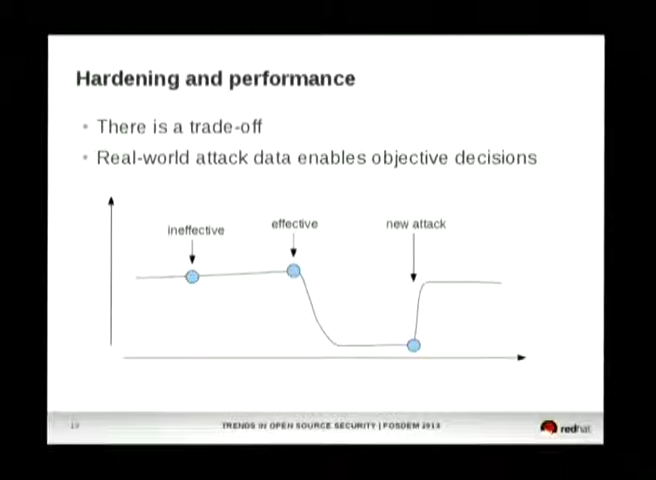 Hardening and performance
• There is a trade-off
• Real-world attack data enables objective decisions
ineffective
effective
new attack
19
TRENDS IN OPEN SOURCE SECURITY | FOSDEM 2013
redhat